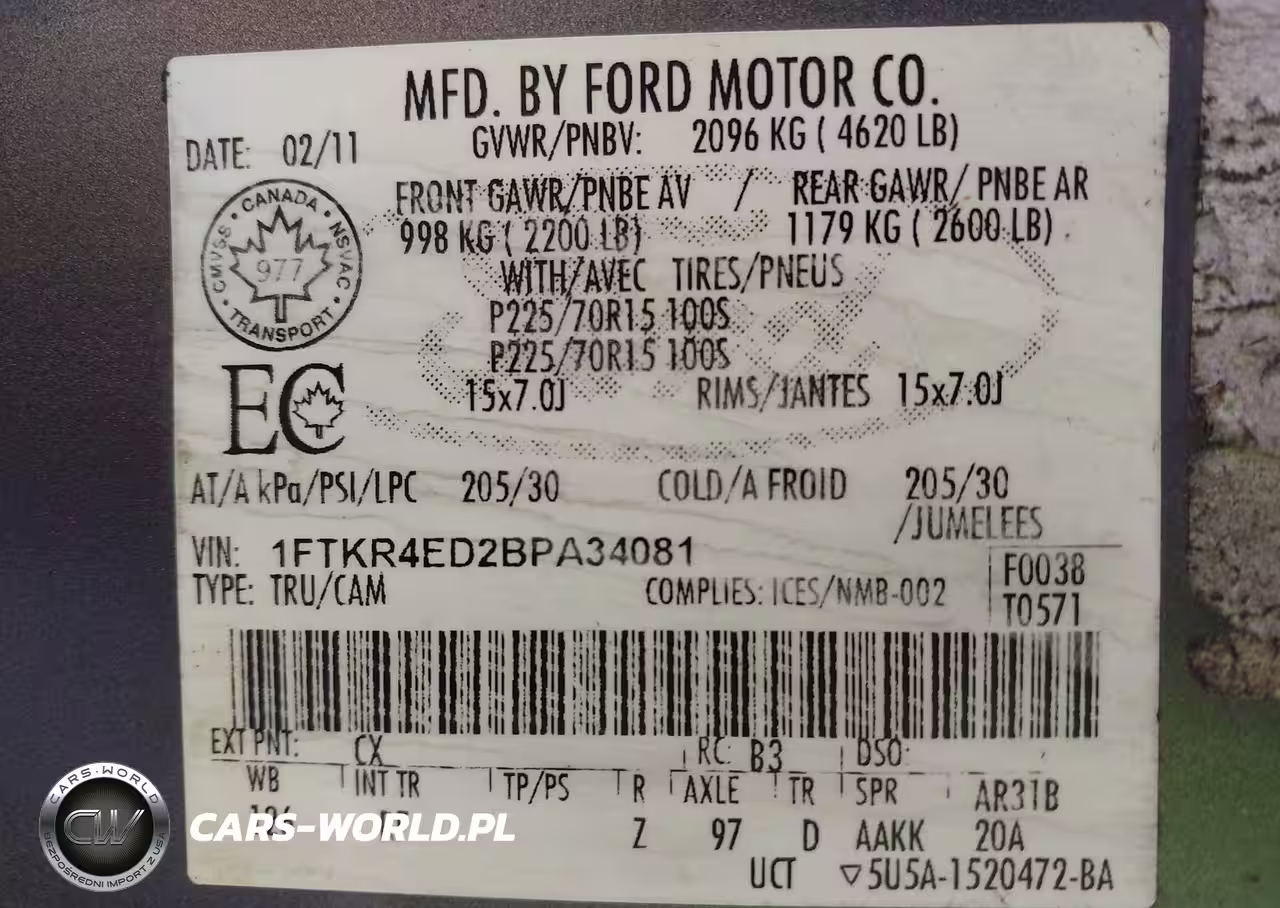 MFD. BY FORD MOTOR CO.
DATE: 02/11 GVWR/PNBV: 2096 KG ( 4620 LB)
FRONT GAWR/PNBE AV / REAR GAWR/ PNBE AR
998 KG ( 2200 LB) 1179 KG ( 2600 LB)
WITH/AVEC TIRES/PNEUS
P225/70R15 100S
P225/70R15 100S
15x7.0J RIMS/JANTES 15x7.0J
CANADA
CMVSS NSVAC
977
TRANSPORT
EC
AT/A kPa/PSI/LPC 205/30 COLD/A FROID 205/30
/JUMELEES
VIN: 1FTKR4ED2BPA34081
TYPE: TRU/CAM COMPLIES: ICES/NMB-002 F0038
T0571
EXT PNT: CX RC: B3 DSO:
WB INT TR TP/PS R AXLE TR SPR AR31B
Z 97 D AAKK 20A
UCT ▽5U5A-1520472-BA
CARS-WORLD
CW
BEZPOŚREDNI IMPORT Z USA
CARS-WORLD.PL